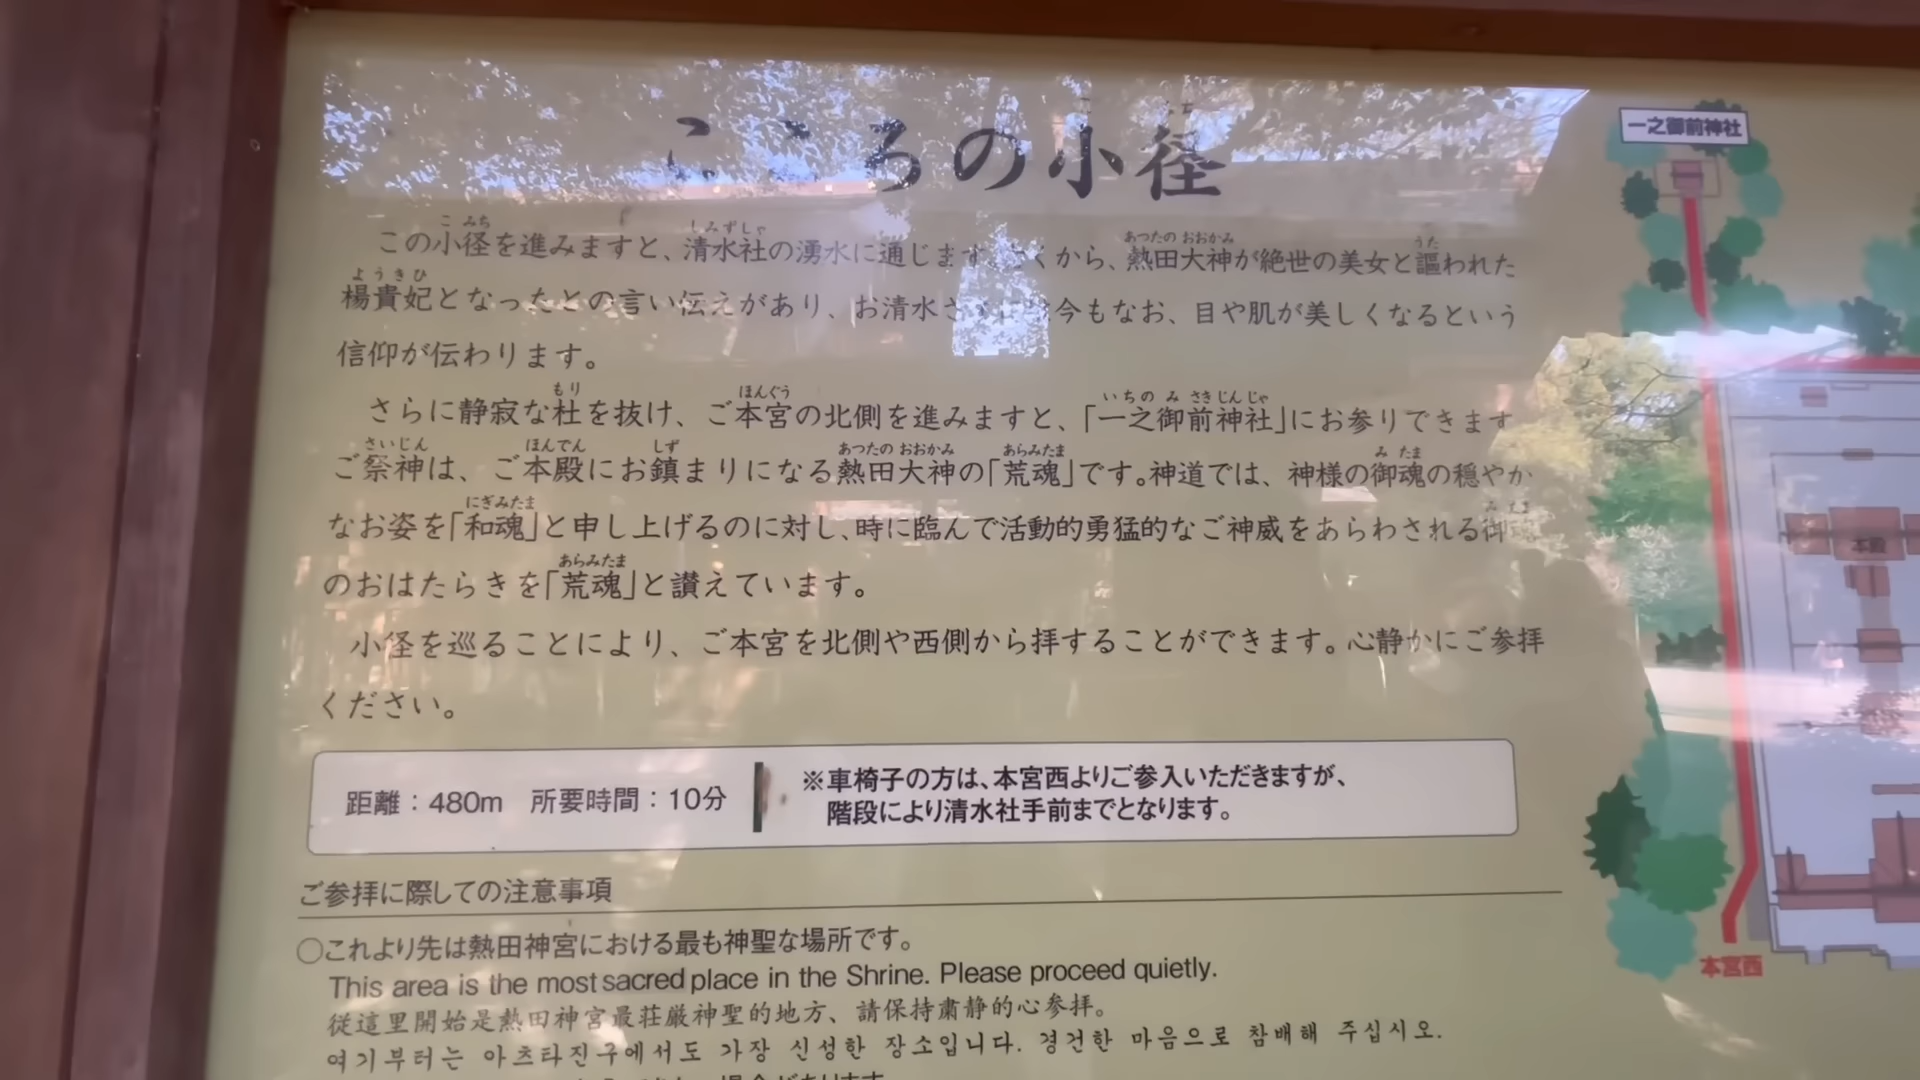 こころの小径
この小径を進みますと、清水社の湧水に通じます。古くから、熱田大神が絶世の美女と謳われた
楊貴妃となったとの言い伝えがあり、お清水さまには今もなお、目や肌が美しくなるという
信仰が伝わります。
さらに静寂な杜を抜け、ご本宮の北側を進みますと、「一之御前神社」にお参りできます
ご祭神は、ご本殿にお鎮まりになる熱田大神の「荒魂」です。神道では、神様の御魂の穏やか
なお姿を「和魂」と申し上げるのに対し、時に臨んで活動的勇猛的なご神威をあらわされる御魂
のおはたらきを「荒魂」と讃えています。
小径を巡ることにより、ご本宮を北側や西側から拝することができます。心静かにご参拝
ください。
距離：480m 所要時間：10分
※車椅子の方は、本宮西よりご参入いただきますが、
階段により清水社手前までとなります。
ご参拝に際しての注意事項
○これより先は熱田神宮における最も神聖な場所です。
This area is the most sacred place in the Shrine. Please proceed quietly.
従這里開始是熱田神宮最荘厳神聖的地方、請保持粛静的心参拝。
여기부터는 아츠타진구에서도 가장 신성한 장소입니다. 경건한 마음으로 참배해 주십시오.
一之御前神社
本殿
本宮西